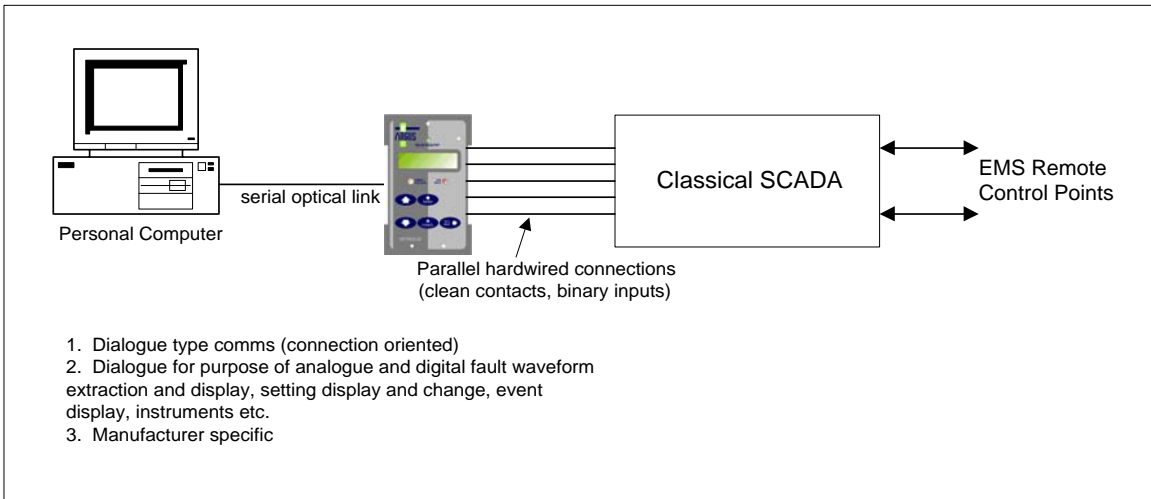 ARGUS
Classical SCADA
EMS Remote
Control Points
serial optical link
Personal Computer
Parallel hardwired connections
(clean contacts, binary inputs)
1. Dialogue type comms (connection oriented)
2. Dialogue for purpose of analogue and digital fault waveform
extraction and display, setting display and change, event
display, instruments etc.
3. Manufacturer specific